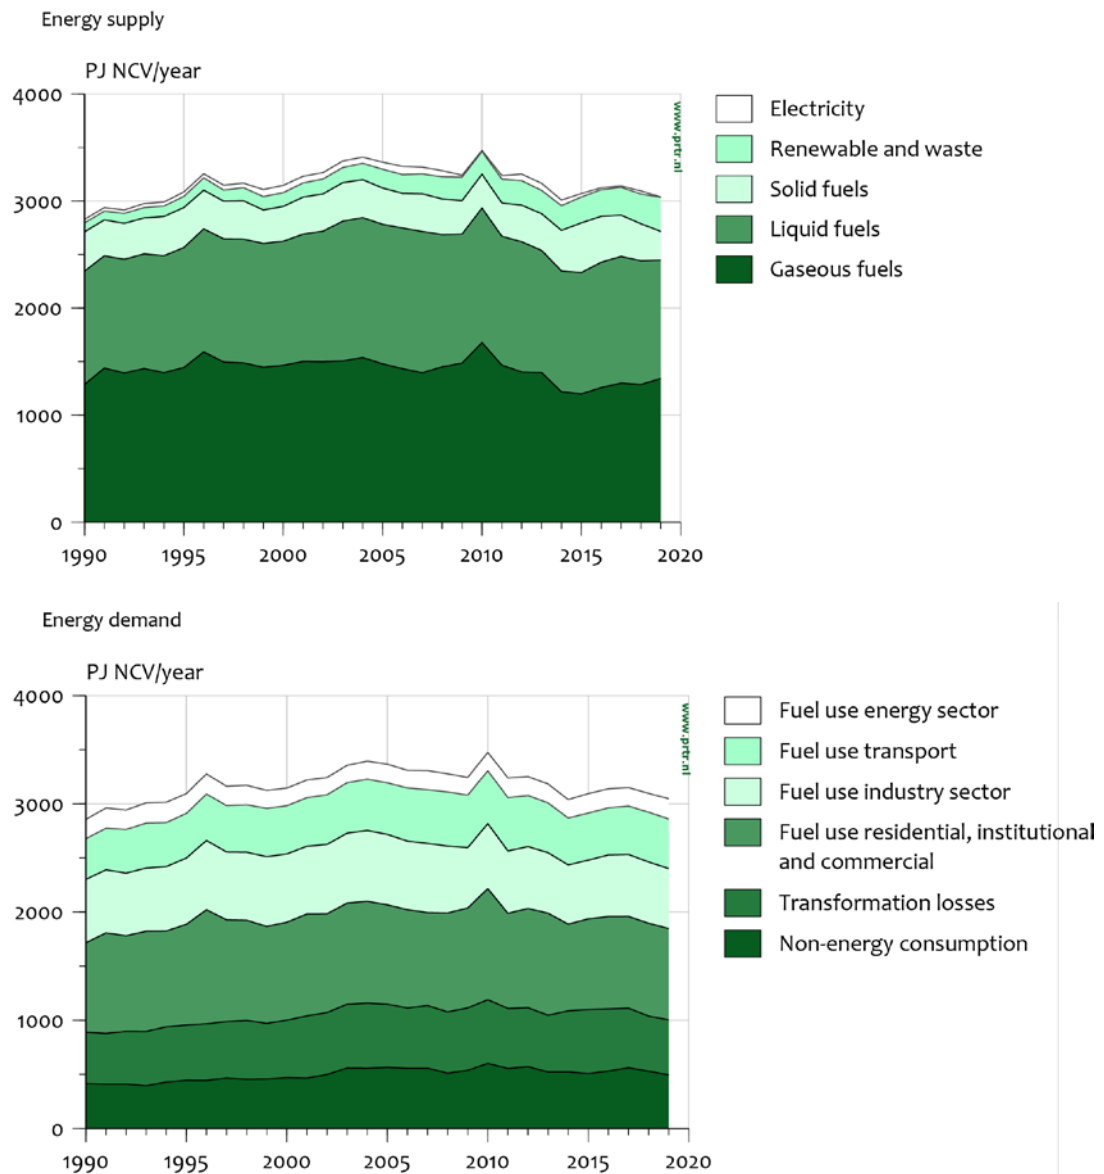 Energy supply
PJ NCV/year
4000
3000
2000
1000
0
1990
1995
2000
2005
2010
2015
2020
www.prtr.nl
Electricity
Renewable and waste
Solid fuels
Liquid fuels
Gaseous fuels
Energy demand
PJ NCV/year
4000
3000
2000
1000
0
1990
1995
2000
2005
2010
2015
2020
www.prtr.nl
Fuel use energy sector
Fuel use transport
Fuel use industry sector
Fuel use residential, institutional
and commercial
Transformation losses
Non-energy consumption